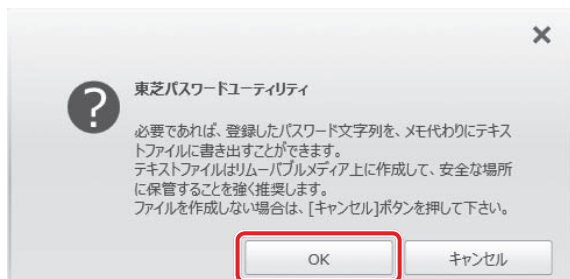 東芝パスワードユーティリティ
必要であれば、登録したパスワード文字列を、メモ代わりにテキス
トファイルに書き出すことができます。
テキストファイルはリムーバブルメディア上に作成して、安全な場所
に保管することを強く推奨します。
ファイルを作成しない場合は、[キャンセル]ボタンを押して下さい。
OK
キャンセル